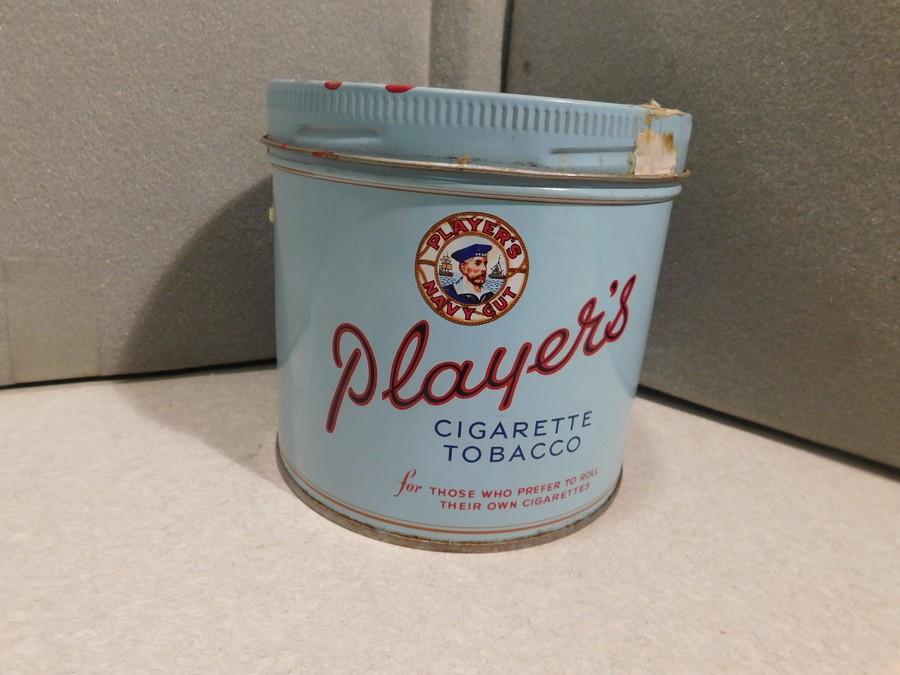 PLAYER'S
NAVY CUT
Player's
CIGARETTE
TOBACCO
for THOSE WHO PREFER TO ROLL
THEIR OWN CIGARETTES